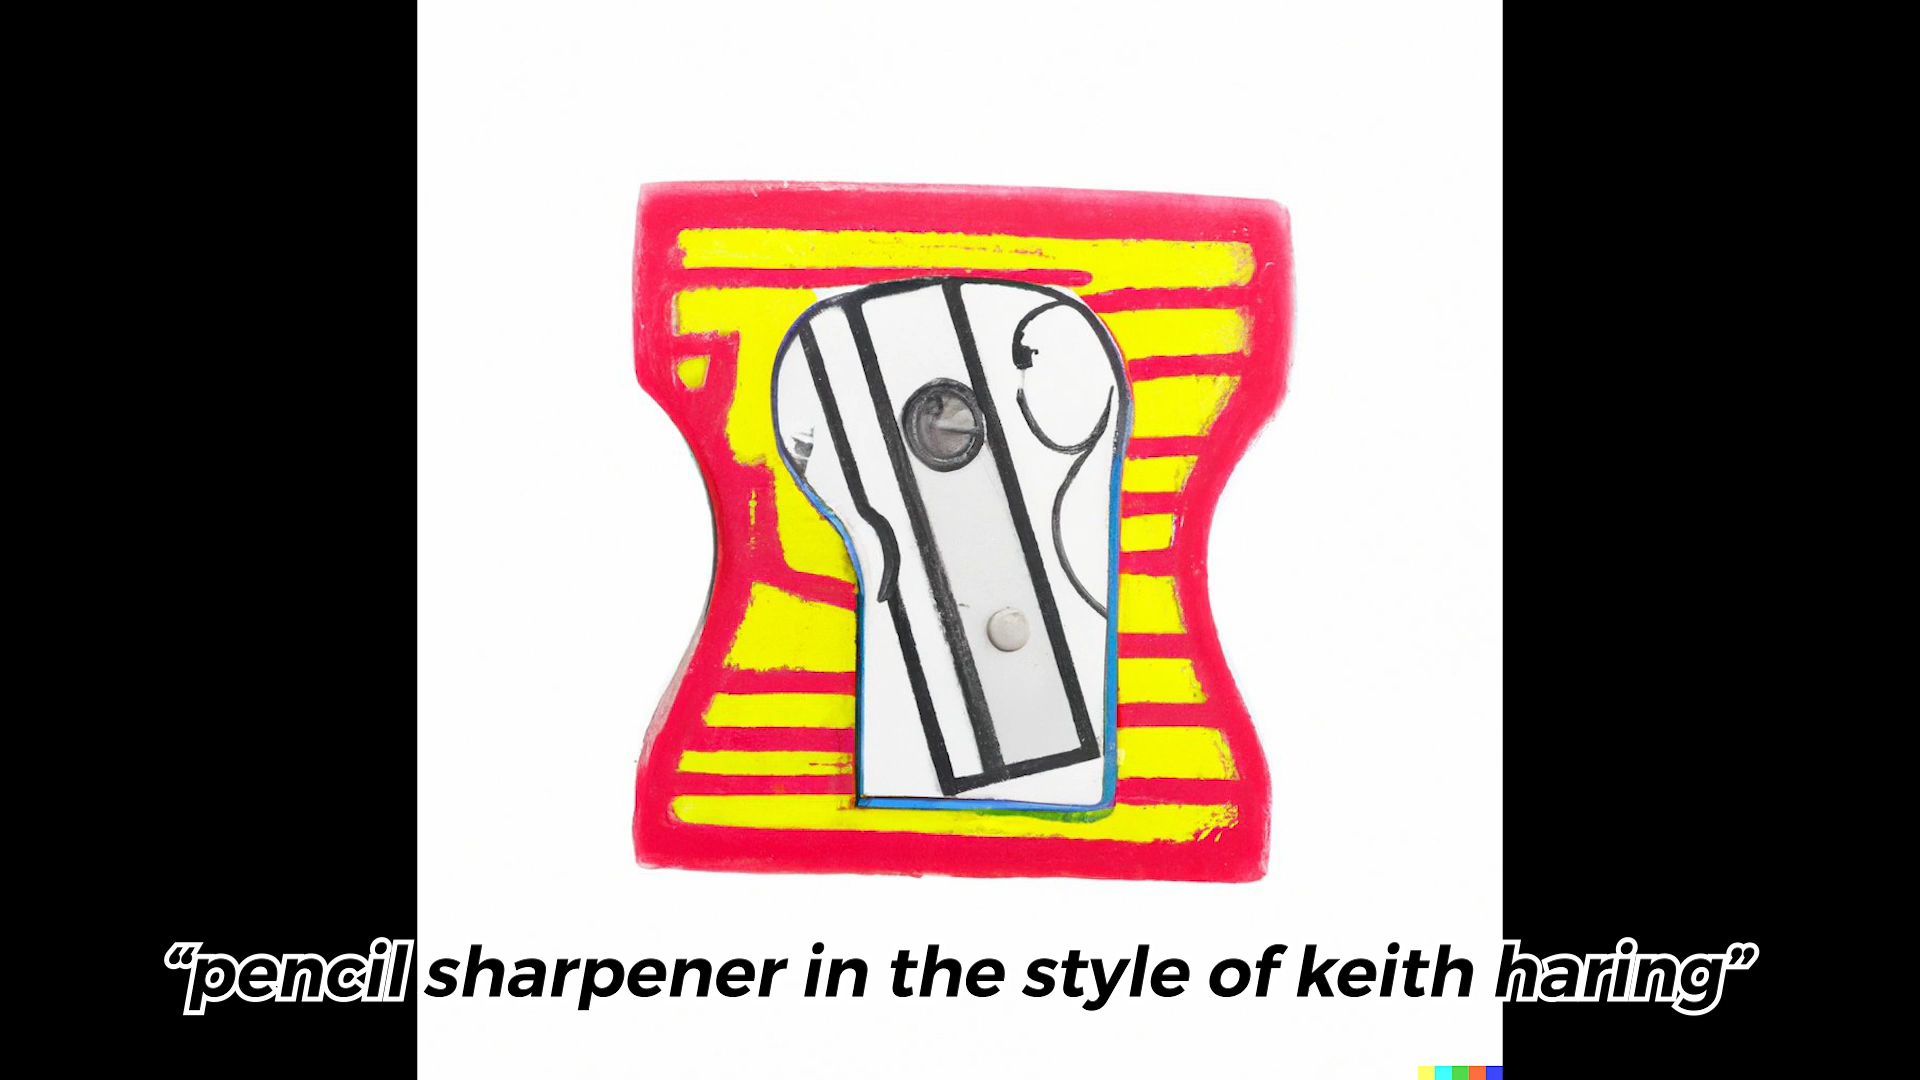 “pencil sharpener in the style of keith haring”